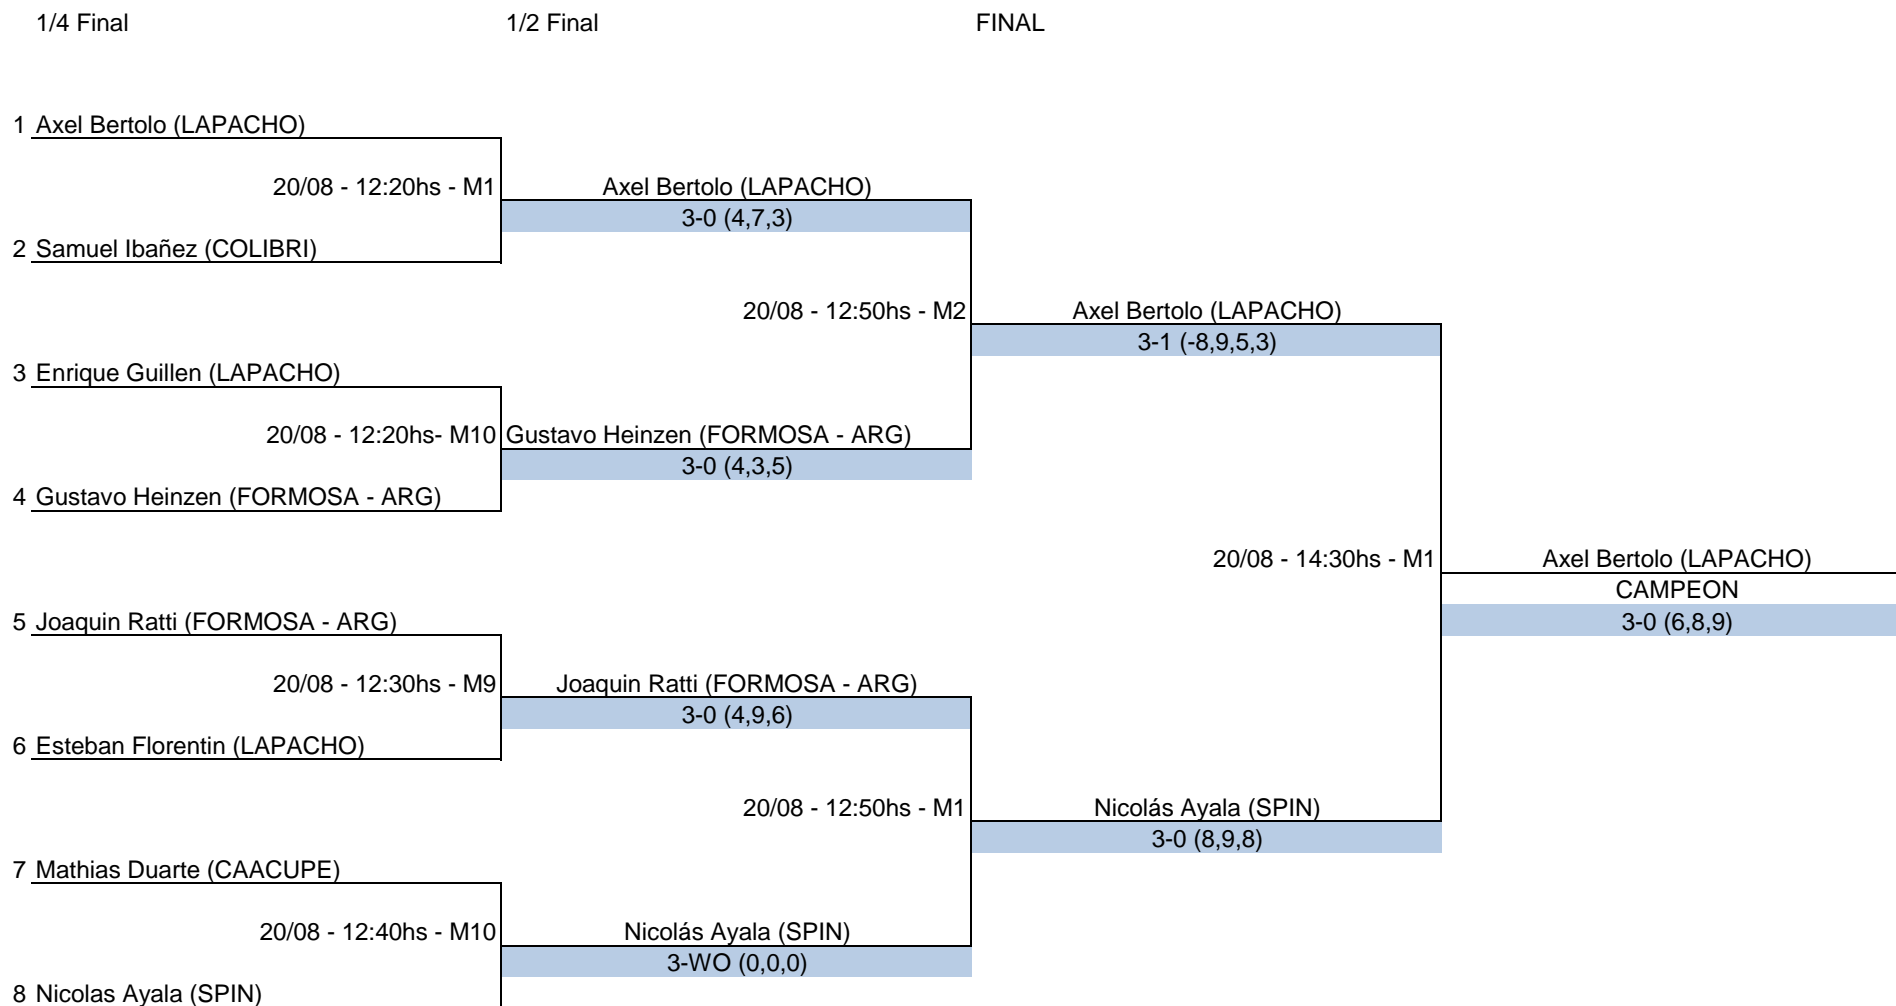 1/4 Final 1/2 Final FINAL
1 Axel Bertolo (LAPACHO)
20/08 - 12:20hs - M1 Axel Bertolo (LAPACHO)
3-0 (4,7,3)
2 Samuel Ibañez (COLIBRI)
20/08 - 12:50hs - M2 Axel Bertolo (LAPACHO)
3-1 (-8,9,5,3)
3 Enrique Guillen (LAPACHO)
20/08 - 12:20hs- M10 Gustavo Heinzen (FORMOSA - ARG)
3-0 (4,3,5)
4 Gustavo Heinzen (FORMOSA - ARG)
20/08 - 14:30hs - M1 Axel Bertolo (LAPACHO)
CAMPEON
5 Joaquin Ratti (FORMOSA - ARG) 3-0 (6,8,9)
20/08 - 12:30hs - M9 Joaquin Ratti (FORMOSA - ARG)
3-0 (4,9,6)
6 Esteban Florentin (LAPACHO)
20/08 - 12:50hs - M1 Nicolás Ayala (SPIN)
3-0 (8,9,8)
7 Mathias Duarte (CAACUPE)
20/08 - 12:40hs - M10 Nicolás Ayala (SPIN)
3-WO (0,0,0)
8 Nicolas Ayala (SPIN)